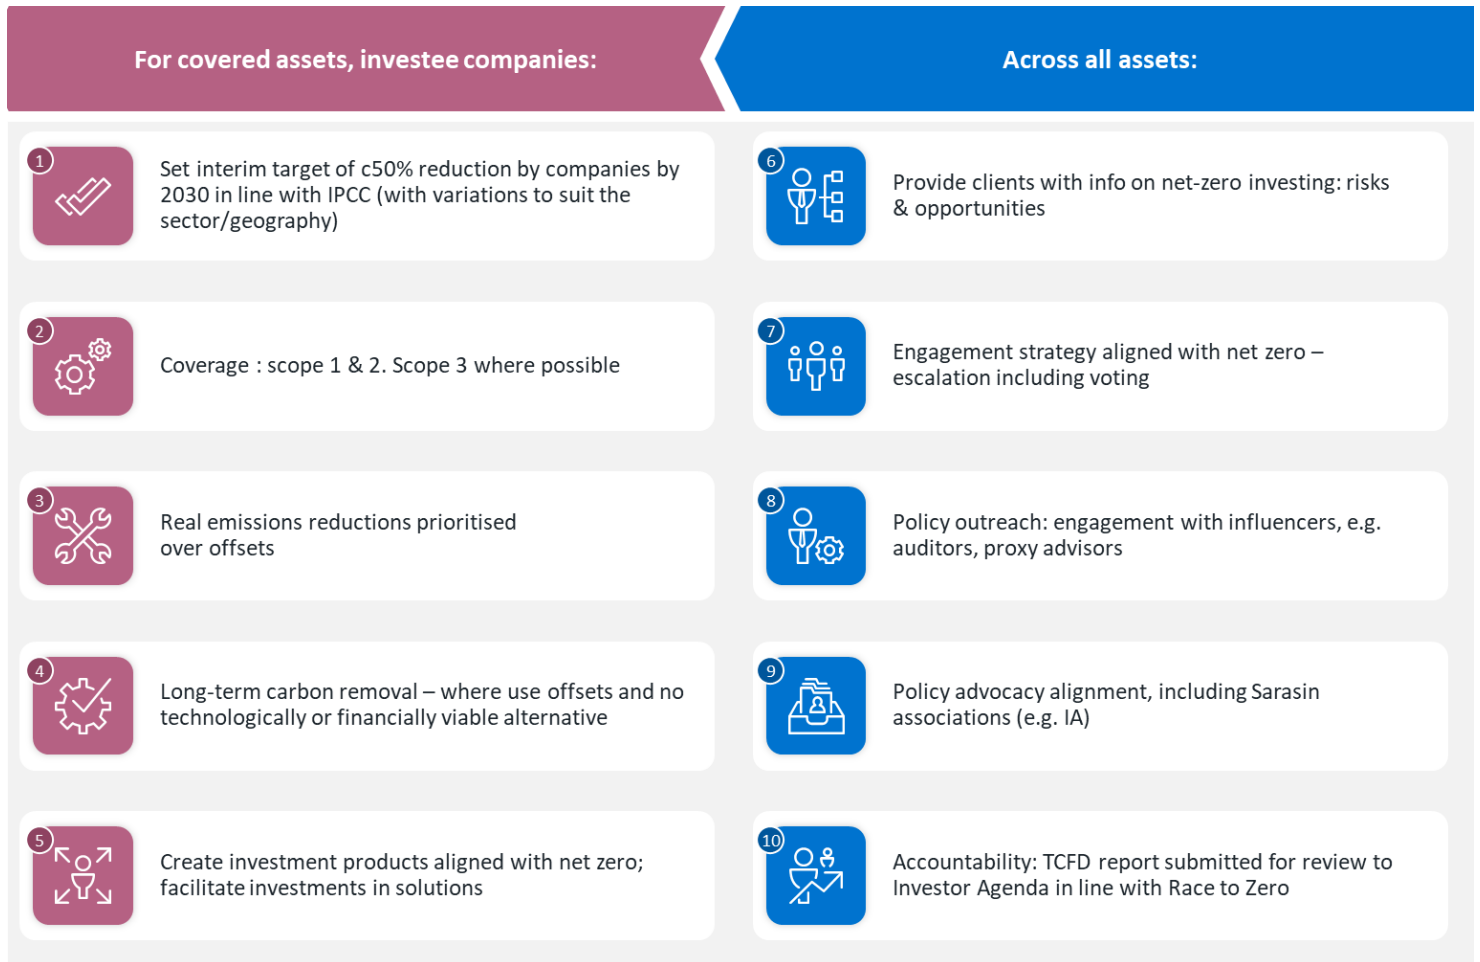 For covered assets, investee companies:
1
Set interim target of c50% reduction by companies by
2030 in line with IPCC (with variations to suit the
sector/geography)
2
Coverage : scope 1 & 2. Scope 3 where possible
3
Real emissions reductions prioritised
over offsets
4
Long-term carbon removal – where use offsets and no
technologically or financially viable alternative
5
Create investment products aligned with net zero;
facilitate investments in solutions
Across all assets:
6
Provide clients with info on net-zero investing: risks
& opportunities
7
Engagement strategy aligned with net zero –
escalation including voting
8
Policy outreach: engagement with influencers, e.g.
auditors, proxy advisors
9
Policy advocacy alignment, including Sarasin
associations (e.g. IA)
10
Accountability: TCFD report submitted for review to
Investor Agenda in line with Race to Zero